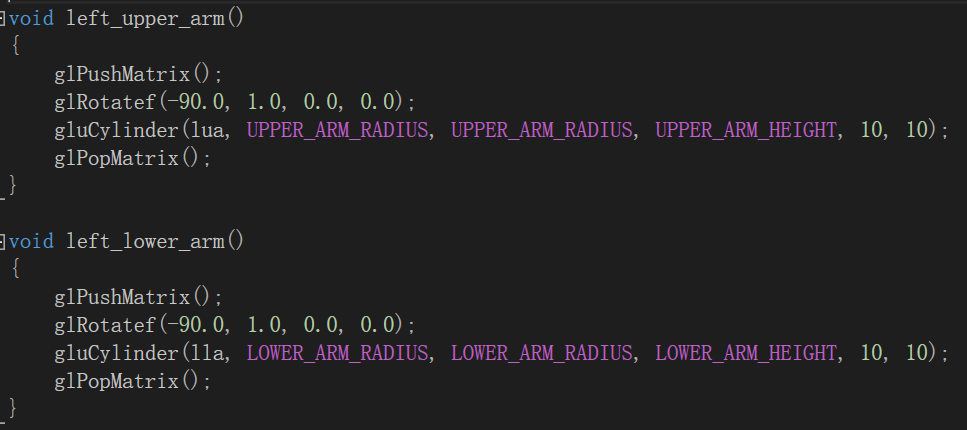 void left_upper_arm()
{
    glPushMatrix();
    glRotatef(-90.0, 1.0, 0.0, 0.0);
    gluCylinder(lua, UPPER_ARM_RADIUS, UPPER_ARM_RADIUS, UPPER_ARM_HEIGHT, 10, 10);
    glPopMatrix();
}

void left_lower_arm()
{
    glPushMatrix();
    glRotatef(-90.0, 1.0, 0.0, 0.0);
    gluCylinder(lla, LOWER_ARM_RADIUS, LOWER_ARM_RADIUS, LOWER_ARM_HEIGHT, 10, 10);
    glPopMatrix();
}